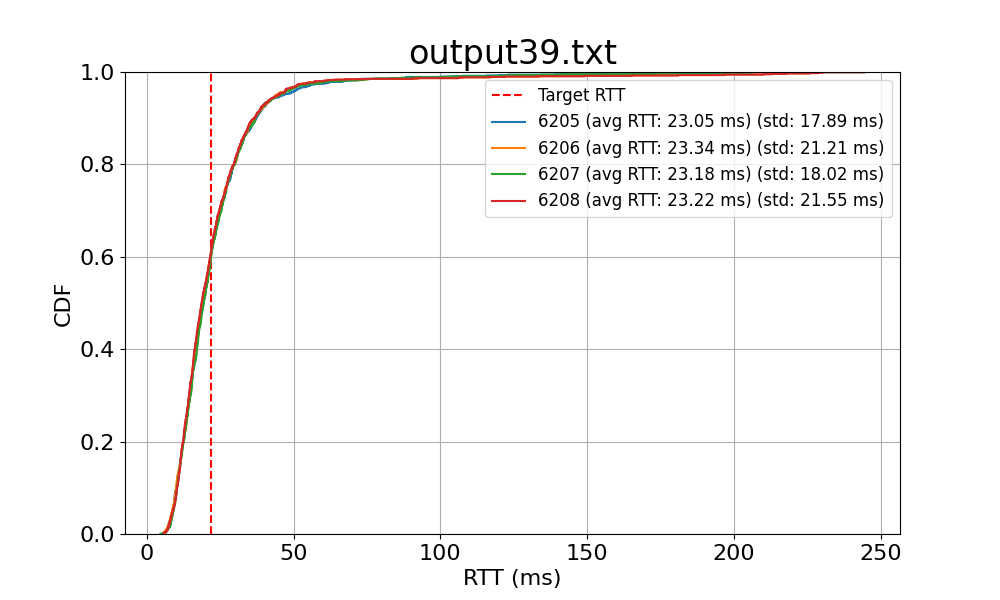 output39.txt
1.0
0.8
0.6
0.4
0.2
0.0
CDF
Target RTT
6205 (avg RTT: 23.05 ms) (std: 17.89 ms)
6206 (avg RTT: 23.34 ms) (std: 21.21 ms)
6207 (avg RTT: 23.18 ms) (std: 18.02 ms)
6208 (avg RTT: 23.22 ms) (std: 21.55 ms)
0 50 100 150 200 250
RTT (ms)